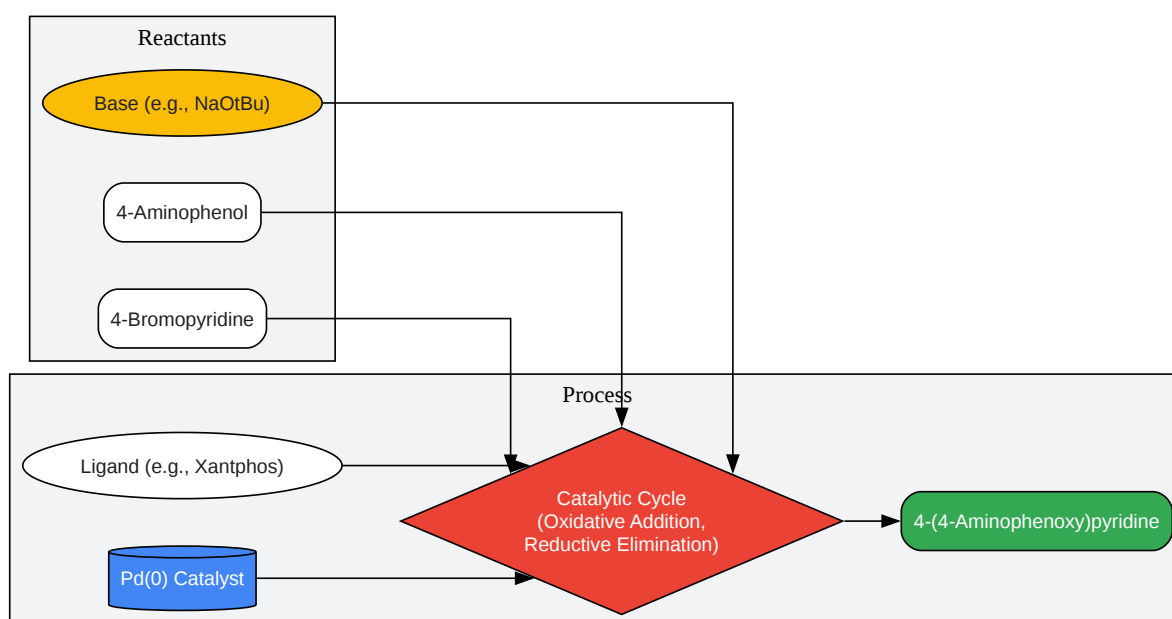 Reactants
Base (e.g., NaOtBu)
4-Aminophenol
4-Bromopyridine
Process
Ligand (e.g., Xantphos)
Catalytic Cycle
(Oxidative Addition,
Reductive Elimination)
4-(4-Aminophenoxy)pyridine
Pd(0) Catalyst